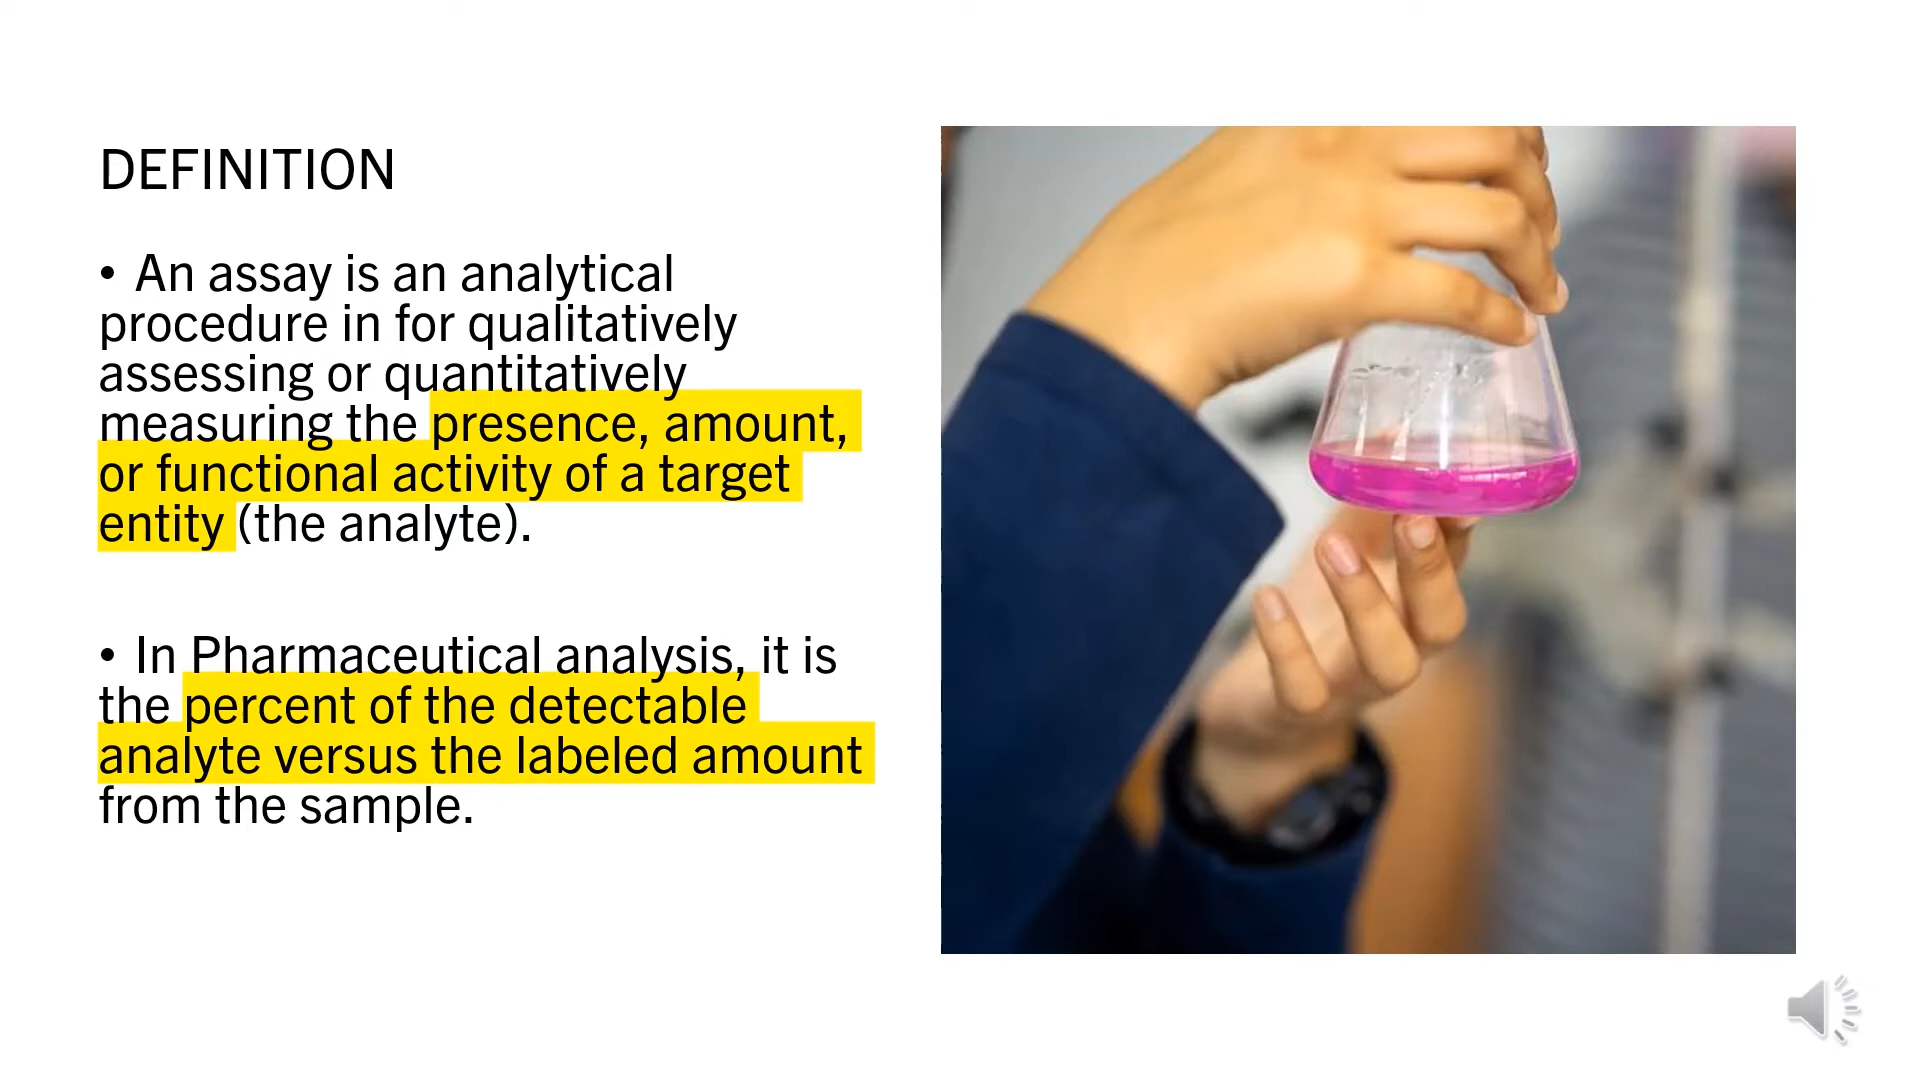 DEFINITION
• An assay is an analytical
procedure in for qualitatively
assessing or quantitatively
measuring the presence, amount,
or functional activity of a target
entity (the analyte).
• In Pharmaceutical analysis, it is
the percent of the detectable
analyte versus the labeled amount
from the sample.